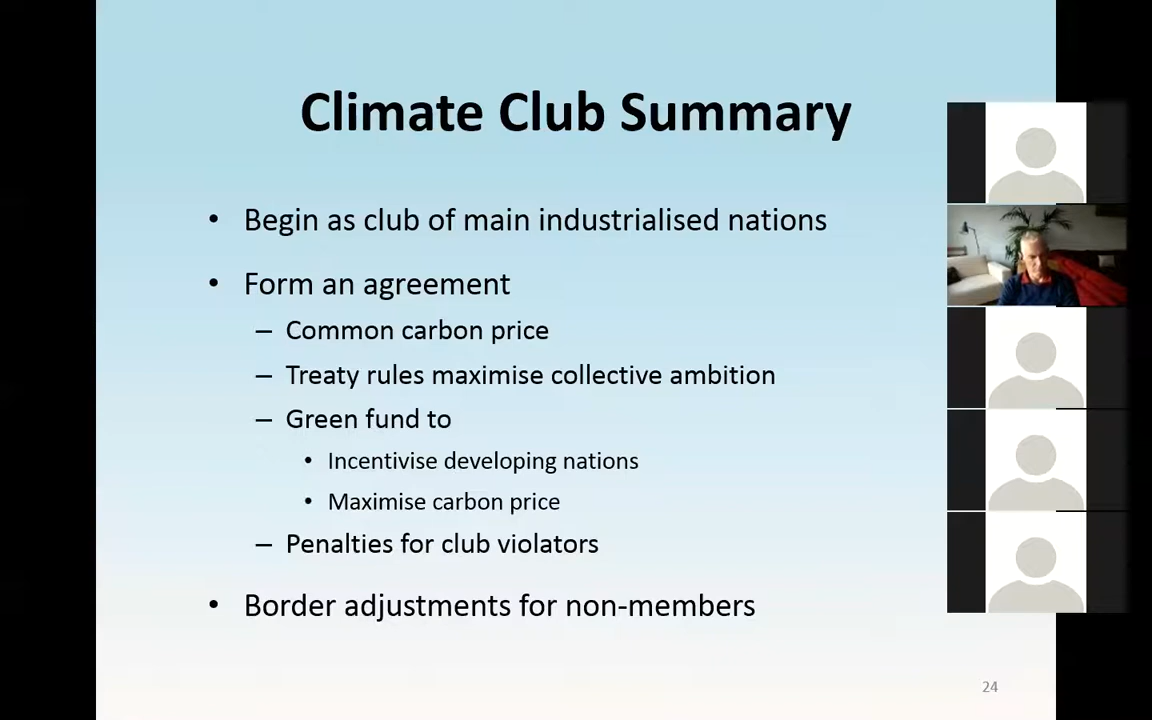 Climate Club Summary
• Begin as club of main industrialised nations
• Form an agreement
– Common carbon price
– Treaty rules maximise collective ambition
– Green fund to
• Incentivise developing nations
• Maximise carbon price
– Penalties for club violators
• Border adjustments for non-members
24